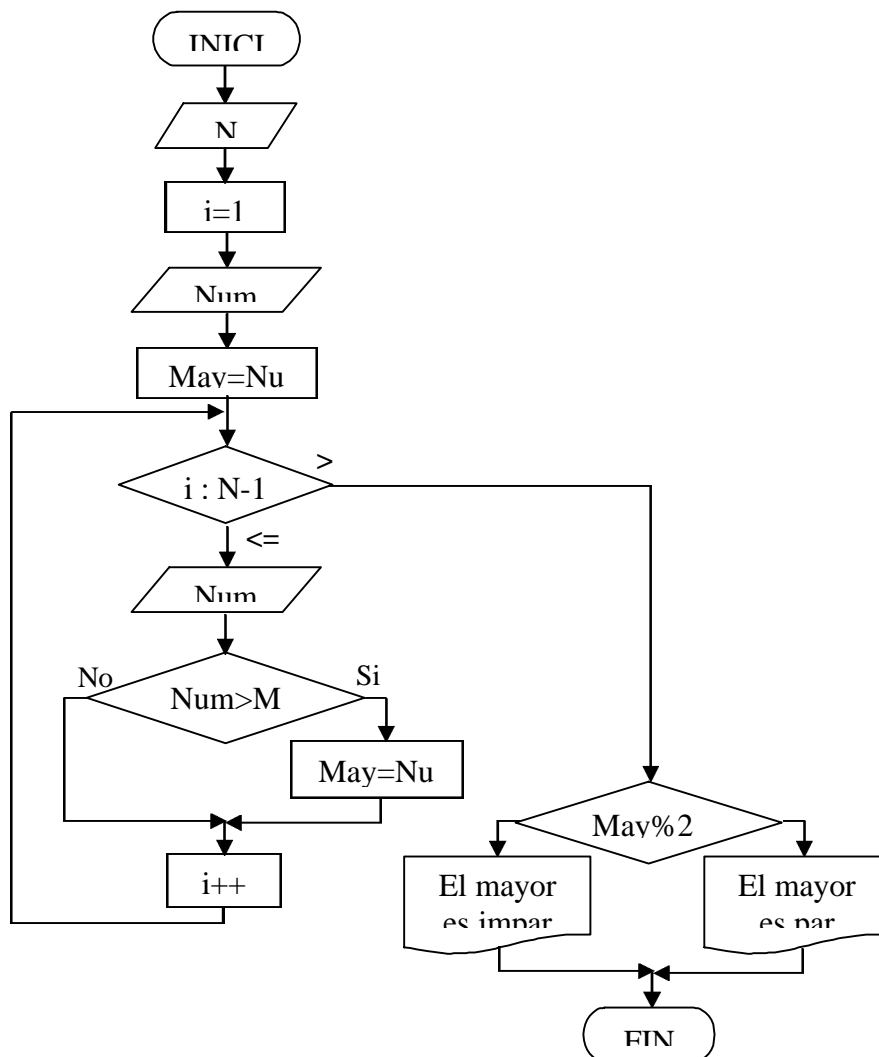 INICI
N
i=1
Num
May=Nu
>
i : N-1
<=
Num
No
Si
Num>M
May=Nu
May%2
i++
El mayor
es impar
El mayor
es par
FIN